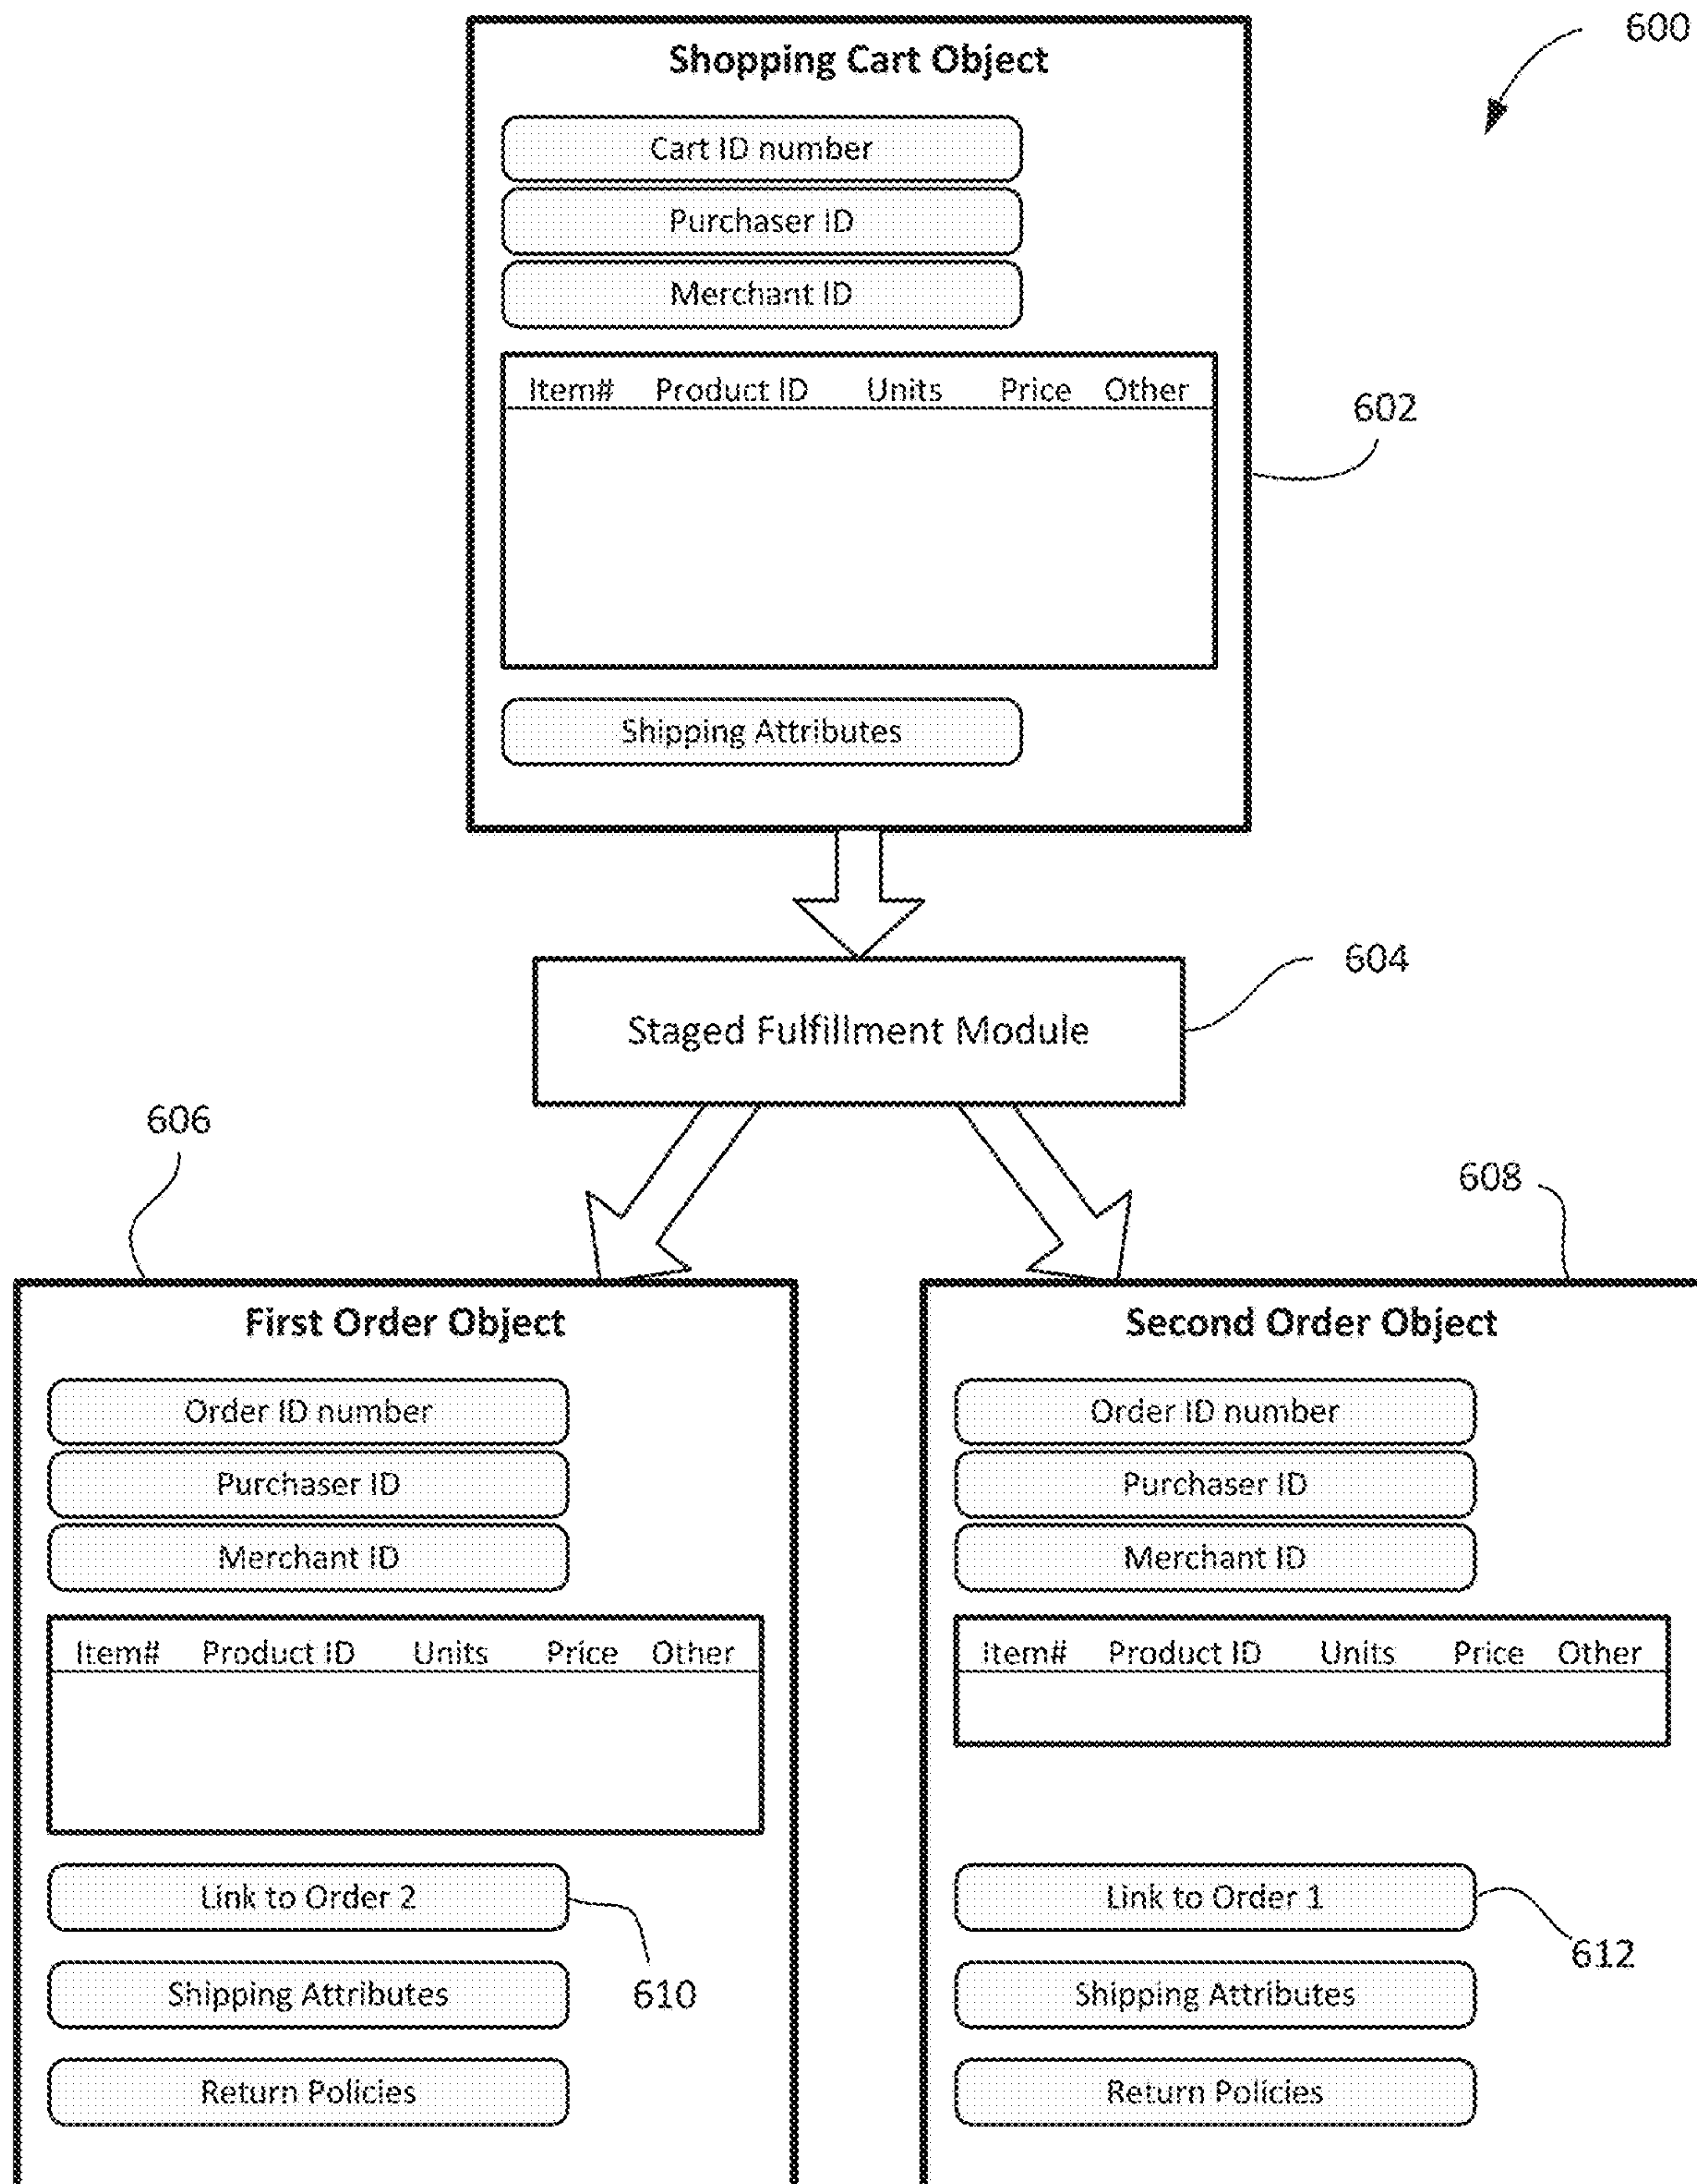 600
Shopping Cart Object
Cart ID number
Purchaser ID
Merchant ID
Item# Product ID Units Price Other
602
Shipping Attributes
Staged Fulfillment Module
604
606
608
First Order Object
Order ID number
Purchaser ID
Merchant ID
Item# Product ID Units Price Other
Link to Order 2
610
Shipping Attributes
Return Policies
Second Order Object
Order ID number
Purchaser ID
Merchant ID
Item# Product ID Units Price Other
Link to Order 1
612
Shipping Attributes
Return Policies